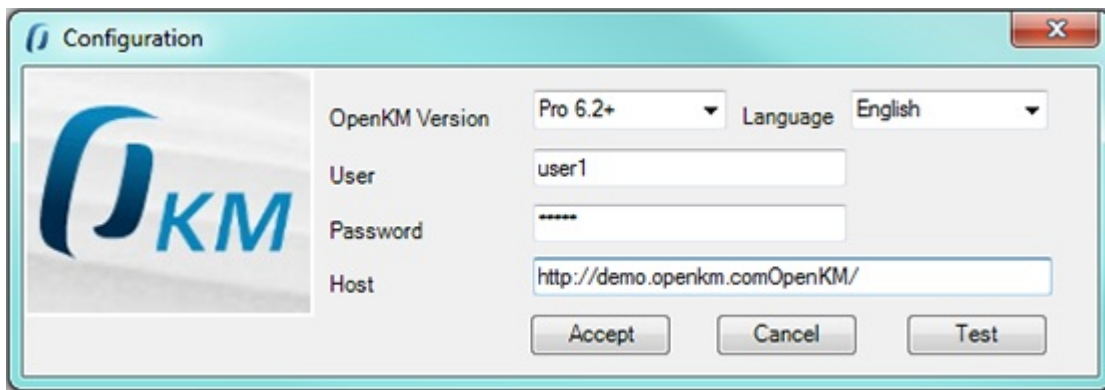 Configuration
OpenKM Version Pro 6.2+ Language English
User user1
Password *****
Host http://demo.openkm.comOpenKM/
KM
Accept Cancel Test